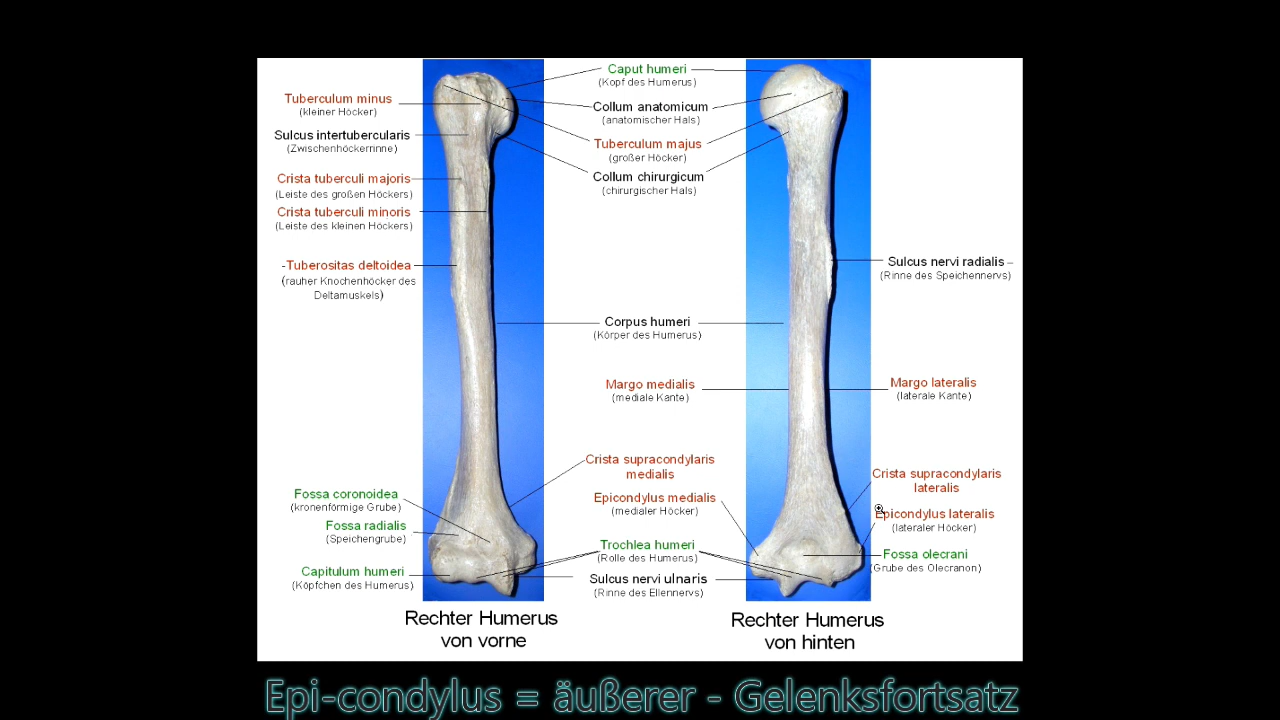 Caput humeri
(Kopf des Humerus)
Tuberculum minus
(kleiner Höcker)
Collum anatomicum
(anatomischer Hals)
Sulcus intertubercularis
(Zwischenhöckerrinne)
Tuberculum majus
(großer Höcker)
Crista tuberculi majoris
(Leiste des großen Höckers)
Collum chirurgicum
(chirurgischer Hals)
Crista tuberculi minoris
(Leiste des kleinen Höckers)
-Tuberositas deltoidea
(rauher Knochenhöcker des
Deltamuskels)
Sulcus nervi radialis –
(Rinne des Speichennervs)
Corpus humeri
(Körper des Humerus)
Margo medialis
(mediale Kante)
Margo lateralis
(laterale Kante)
Crista supracondylaris
medialis
Crista supracondylaris
lateralis
Fossa coronoidea
(kronenförmige Grube)
Epicondylus medialis
(medialer Höcker)
Epicondylus lateralis
(lateraler Höcker)
Fossa radialis
(Speichengrube)
Trochlea humeri
(Rolle des Humerus)
Fossa olecrani
(Grube des Olecranon)
Capitulum humeri
(Köpfchen des Humerus)
Sulcus nervi ulnaris
(Rinne des Ellennervs)
Rechter Humerus
von vorne
Rechter Humerus
von hinten
Epi-condylus = äußerer - Gelenksfortsatz